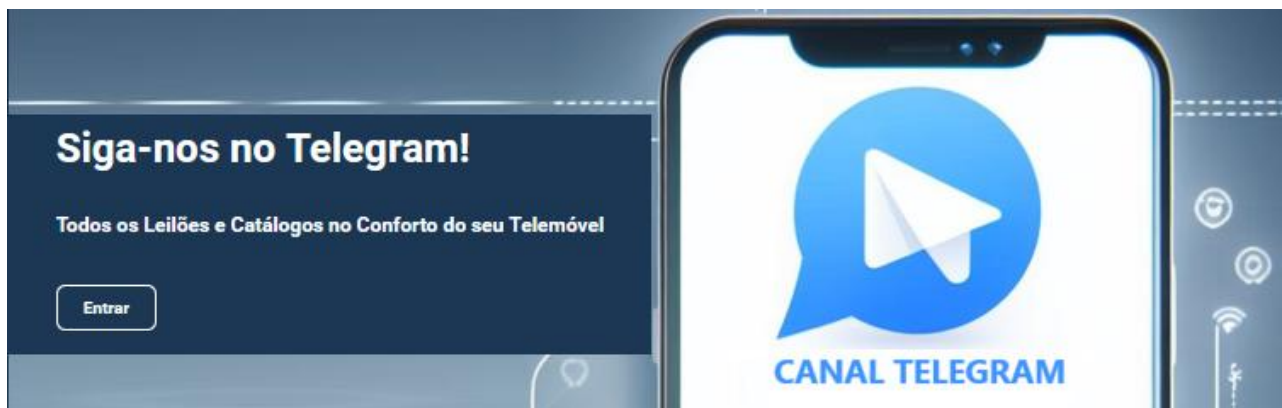 Siga-nos no Telegram!
Todos os Leilões e Catálogos no Conforto do seu Telemóvel
Entrar
CANAL TELEGRAM